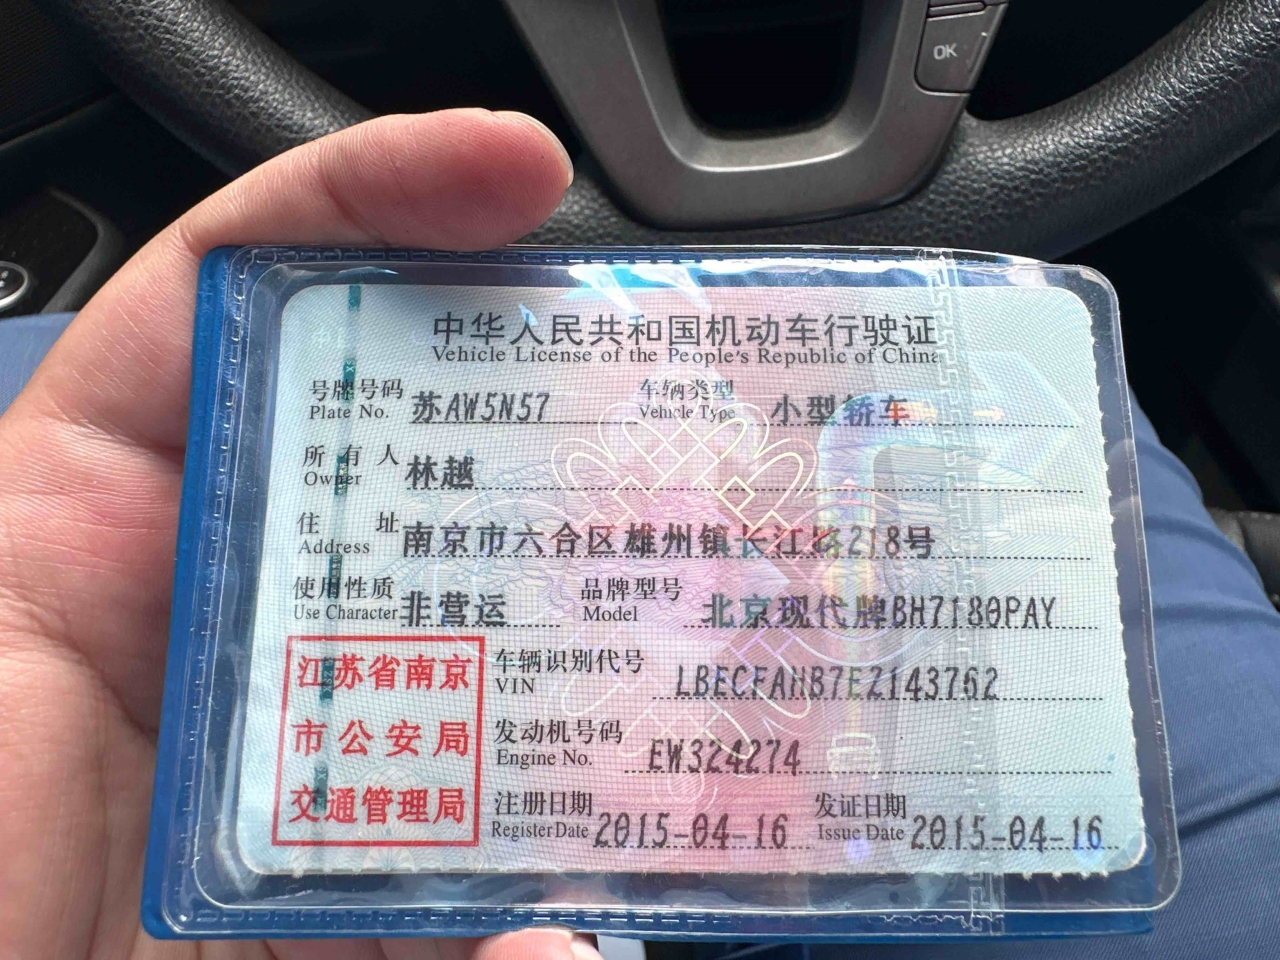 OK
中华人民共和国机动车行驶证
Vehicle License of the People's Republic of China
号牌号码 苏AW5N57 车辆类型 小型轿车
Plate No. Vehicle Type
所有人 林越
Owner
住址 南京市六合区雄州镇长江路218号
Address
使用性质 非营运 品牌型号 北京现代牌BH7180PAY
Use Character Model
江苏省南京
市公安局
交通管理局
车辆识别代号 LBECFAHB7EZ143762
VIN
发动机号码 EW324274
Engine No.
注册日期 2015-04-16 发证日期 2015-04-16
Register Date Issue Date